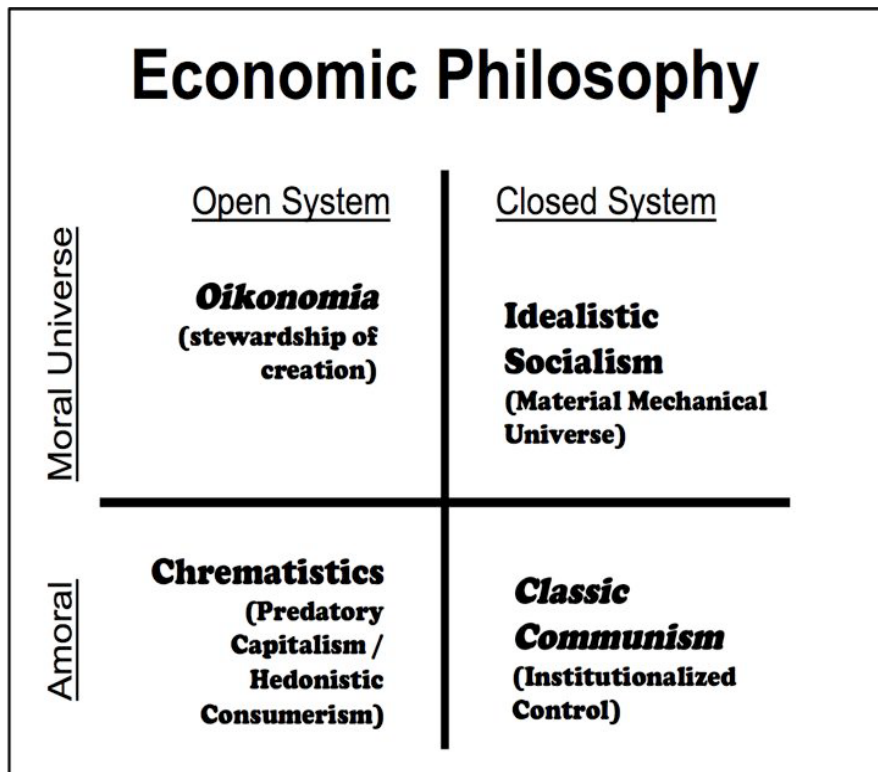 Economic Philosophy
Open System
Closed System
Moral Universe
Oikonomia
(stewardship of
creation)
Idealistic
Socialism
(Material Mechanical
Universe)
Amoral
Chrematistics
(Predatory
Capitalism /
Hedonistic
Consumerism)
Classic
Communism
(Institutionalized
Control)